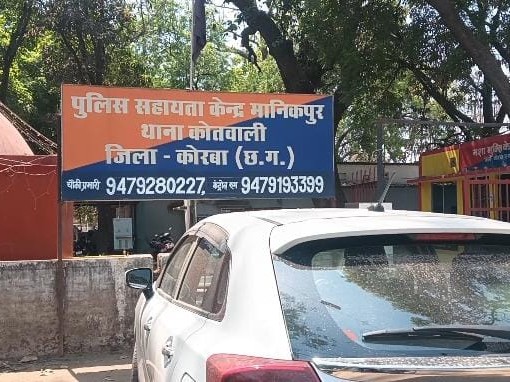 पुलिस सहायता केन्द्र मानिकपुर
थाना कोतवाली
जिला - कोरबा (छ.ग.)
चौकी प्रभारी 9479280227, कंट्रोल रूम 9479193399